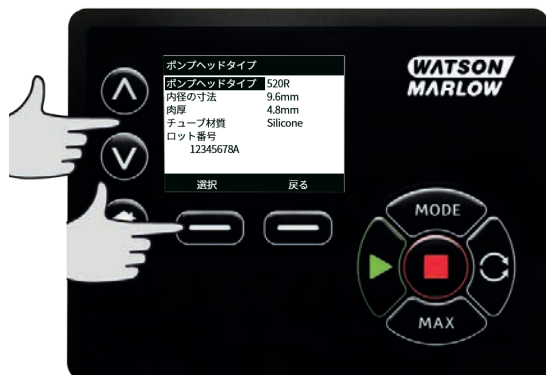 ポンプヘッドタイプ
ポンプヘッドタイプ 520R
内径の寸法 9.6mm
肉厚 4.8mm
チューブ材質 Silicone
ロット番号
12345678A
選択 戻る
WATSON
MARLOW
MODE
MAX